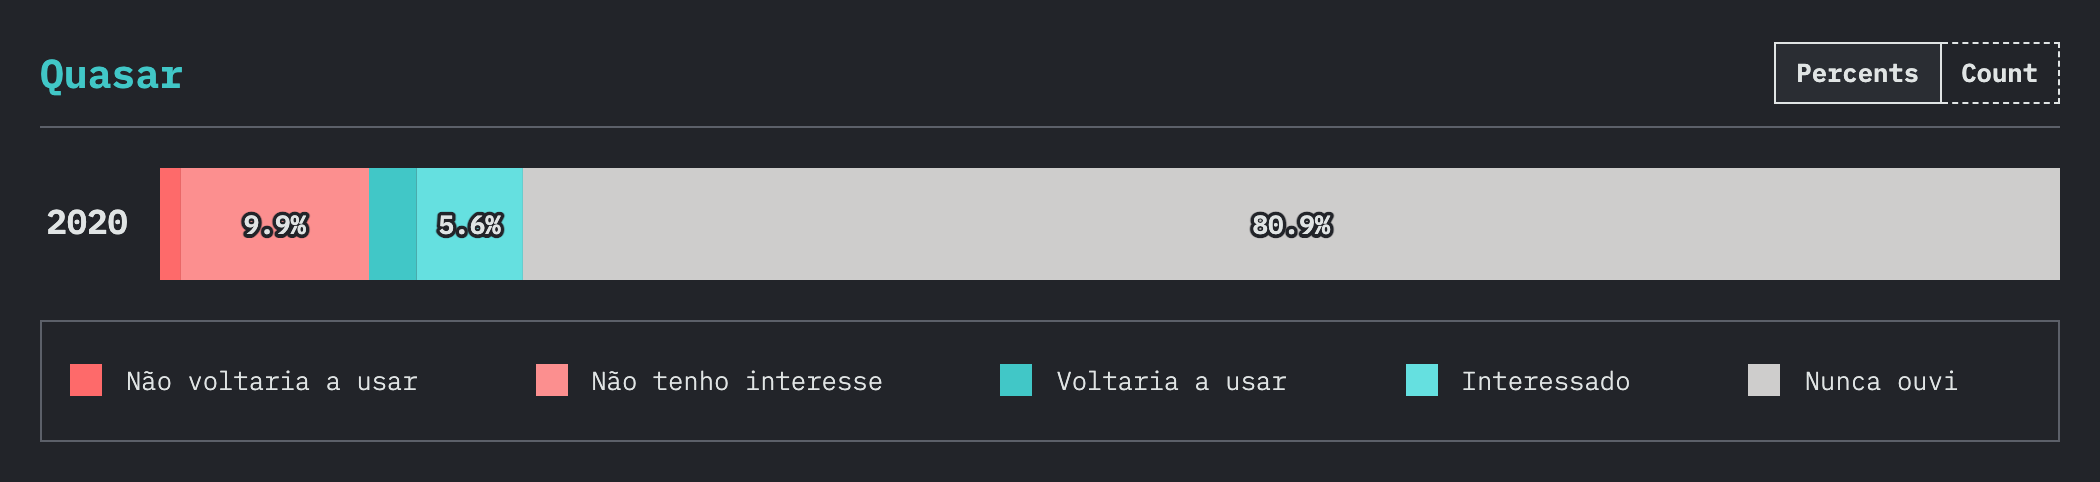 Quasar
Percents Count
2020 9.9% 5.6% 80.9%
Não voltaria a usar Não tenho interesse Voltaria a usar Interessado Nunca ouvi